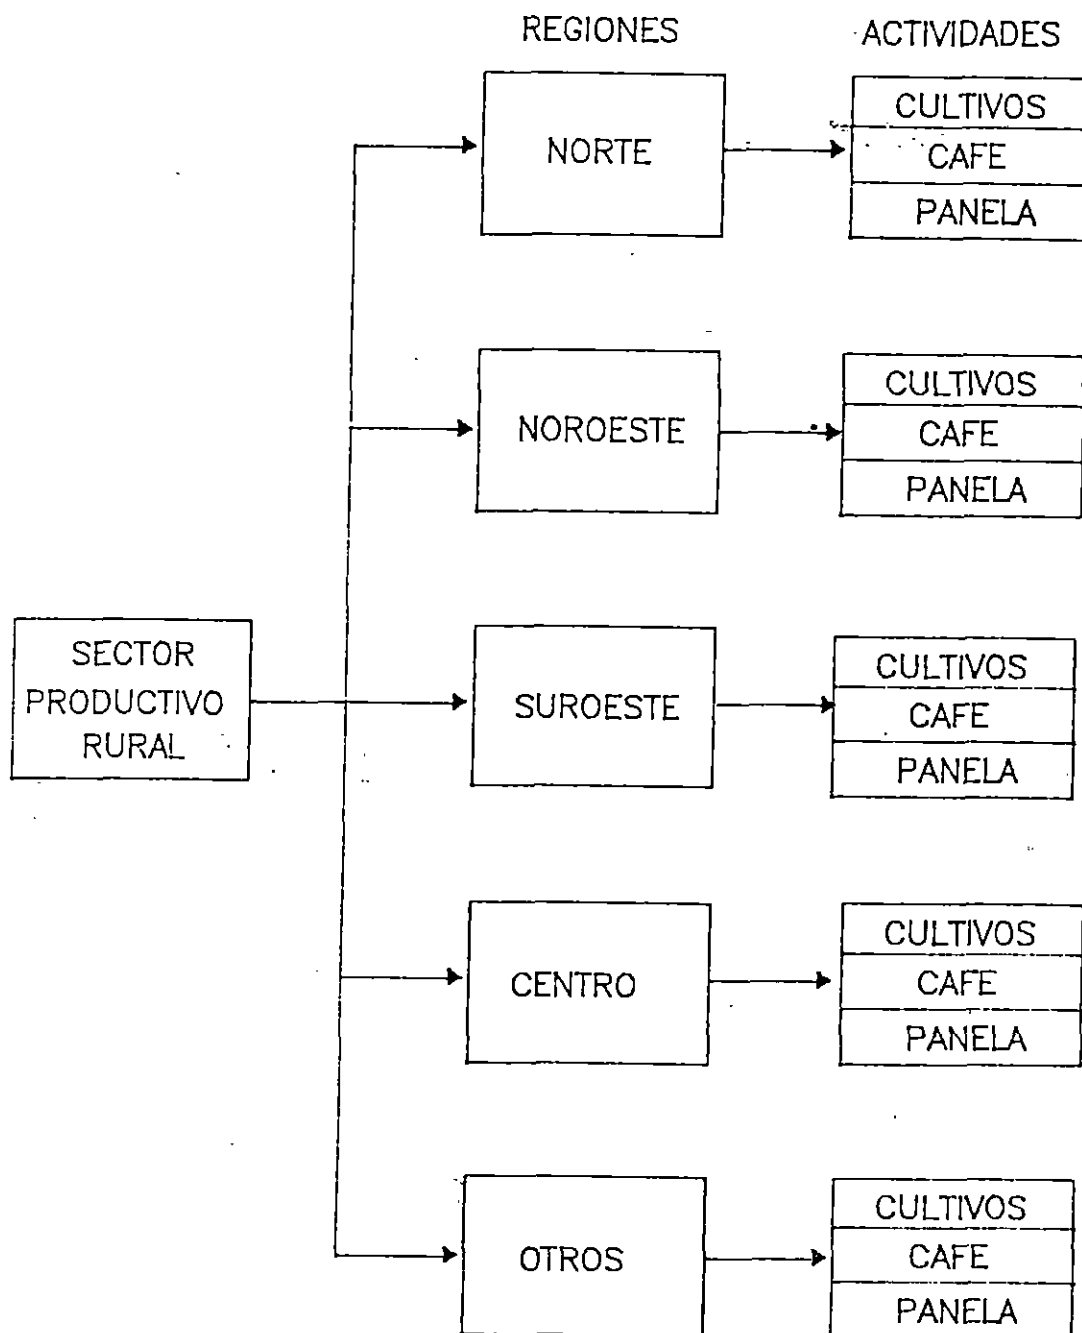 REGIONES
ACTIVIDADES
NORTE
CULTIVOS
CAFE
PANELA
NOROESTE
CULTIVOS
CAFE
PANELA
SECTOR
PRODUCTIVO
RURAL
SUROESTE
CULTIVOS
CAFE
PANELA
CENTRO
CULTIVOS
CAFE
PANELA
OTROS
CULTIVOS
CAFE
PANELA